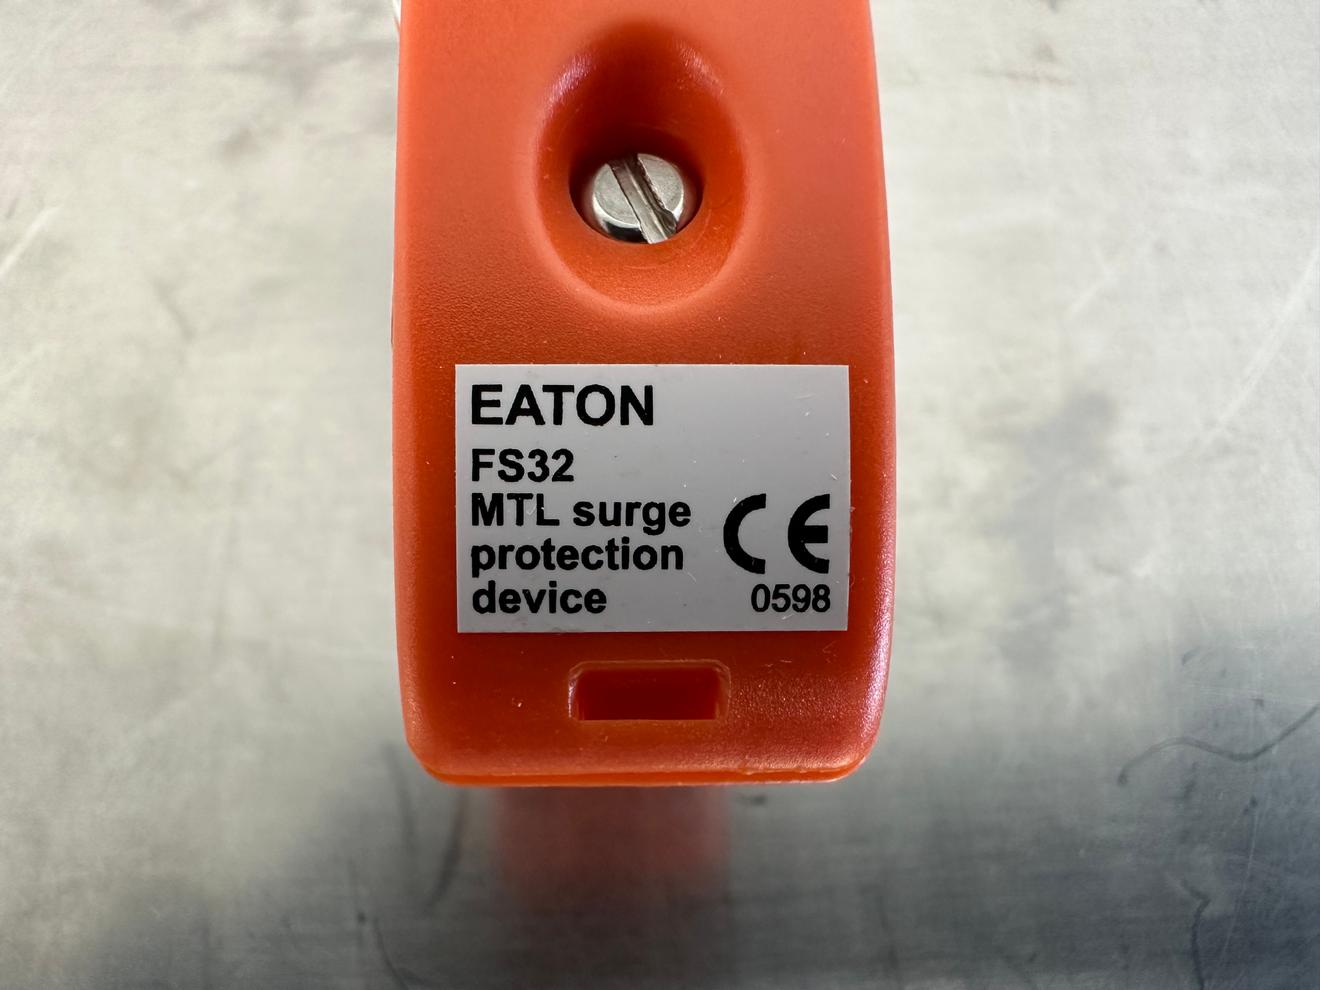 EATON
FS32
MTL surge
protection
device
CE
0598